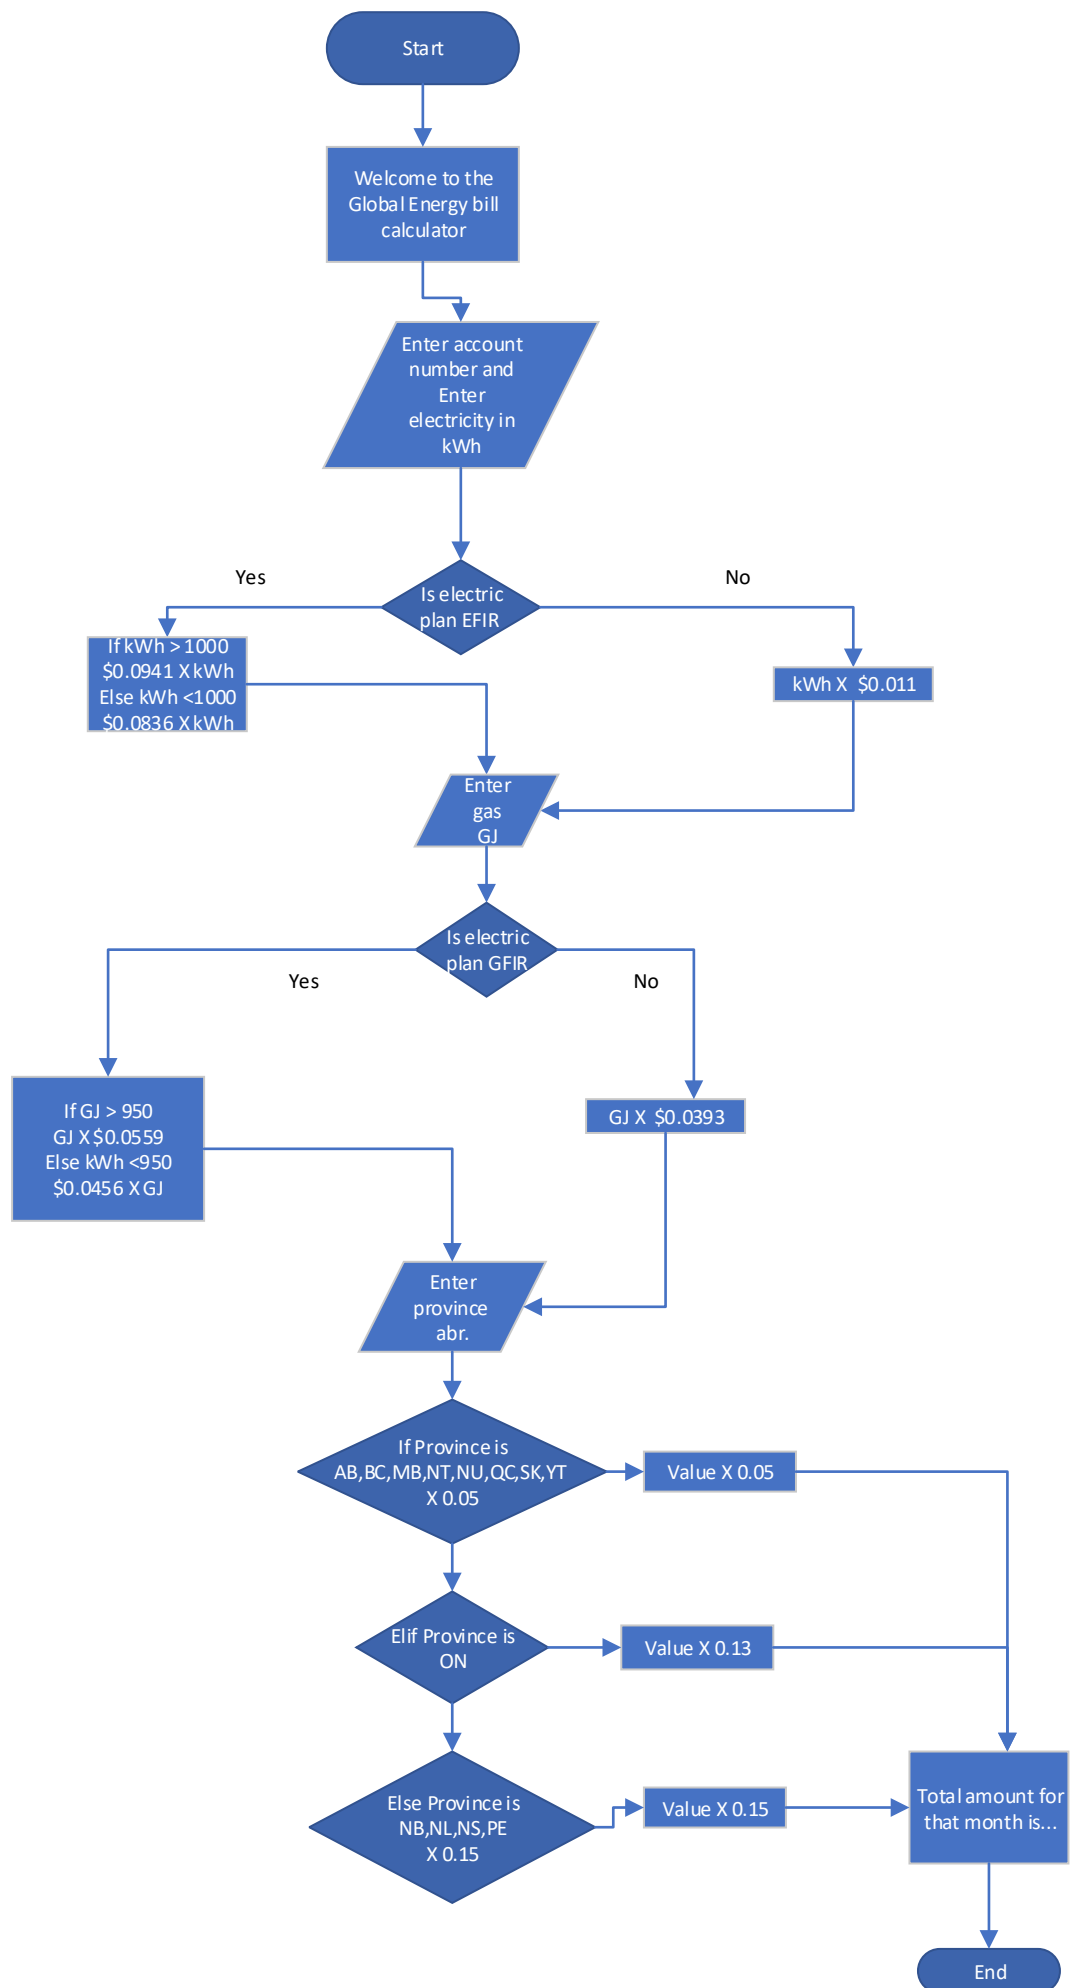 Start
Welcome to the
Global Energy bill
calculator
Enter account
number and
Enter
electricity in
kWh
Yes
No
Is electric
plan EFIR
If kWh > 1000
$0.0941 X kWh
Else kWh <1000
$0.0836 X kWh
kWh X $0.011
Enter
gas
GJ
Is electric
plan GFIR
Yes
No
If GJ > 950
GJ X $0.0559
Else kWh <950
$0.0456 X GJ
GJ X $0.0393
Enter
province
abr.
If Province is
AB,BC,MB,NT,NU,QC,SK,YT
X 0.05
Value X 0.05
Elif Province is
ON
Value X 0.13
Else Province is
NB,NL,NS,PE
X 0.15
Value X 0.15
Total amount for
that month is...
End